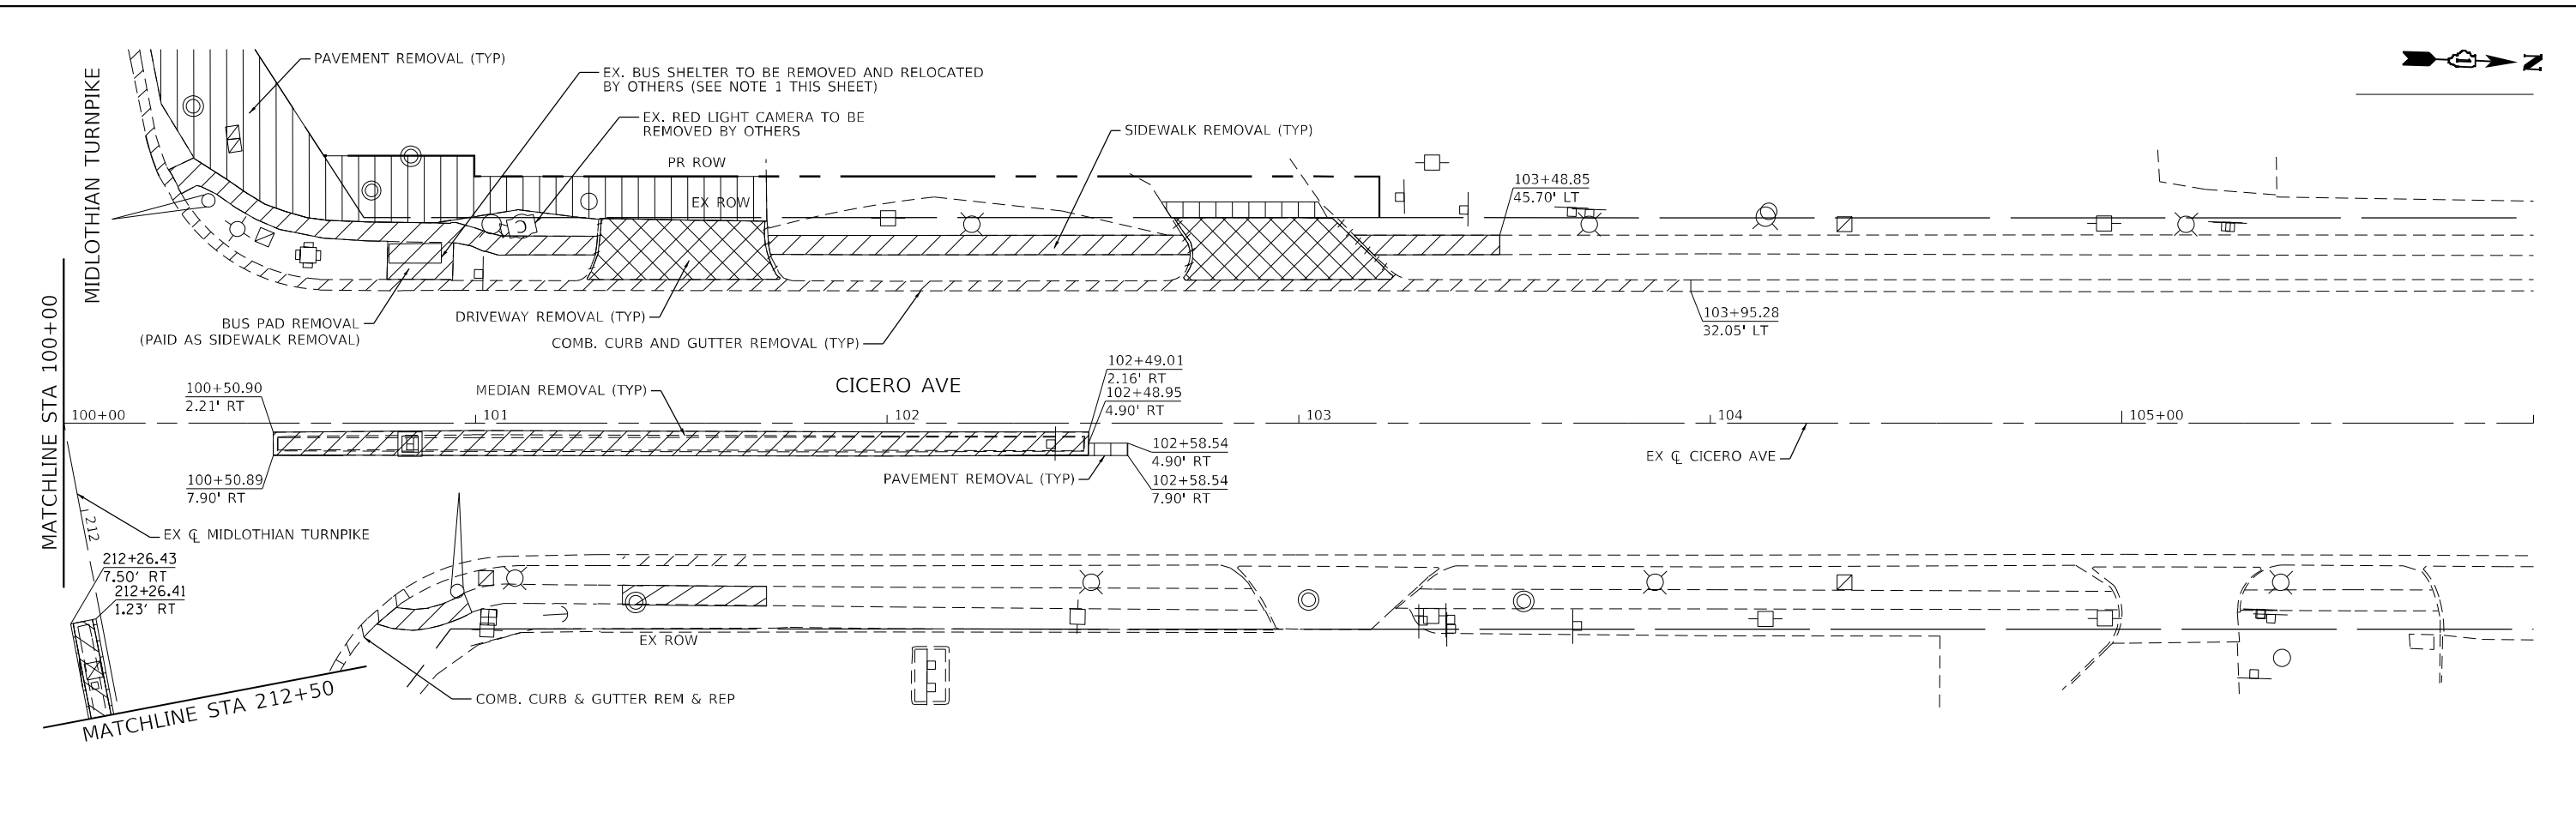 PAVEMENT REMOVAL (TYP)
EX. BUS SHELTER TO BE REMOVED AND RELOCATED
BY OTHERS (SEE NOTE 1 THIS SHEET)
EX. RED LIGHT CAMERA TO BE
REMOVED BY OTHERS
SIDEWALK REMOVAL (TYP)
N
MIDLOTHIAN TURNPIKE
PR ROW
EX ROW
103+48.85
45.70' LT
MATCHLINE STA 100+00
BUS PAD REMOVAL
(PAID AS SIDEWALK REMOVAL)
DRIVEWAY REMOVAL (TYP)
COMB. CURB AND GUTTER REMOVAL (TYP)
103+95.28
32.05' LT
100+50.90
2.21' RT
MEDIAN REMOVAL (TYP)
CICERO AVE
102+49.01
2.16' RT
102+48.95
4.90' RT
100+00
101
102
103
104
105+00
102+58.54
4.90' RT
EX ℄ CICERO AVE
100+50.89
7.90' RT
PAVEMENT REMOVAL (TYP)
102+58.54
7.90' RT
212
EX ℄ MIDLOTHIAN TURNPIKE
212+26.43
7.50' RT
212+26.41
1.23' RT
EX ROW
COMB. CURB & GUTTER REM & REP
MATCHLINE STA 212+50